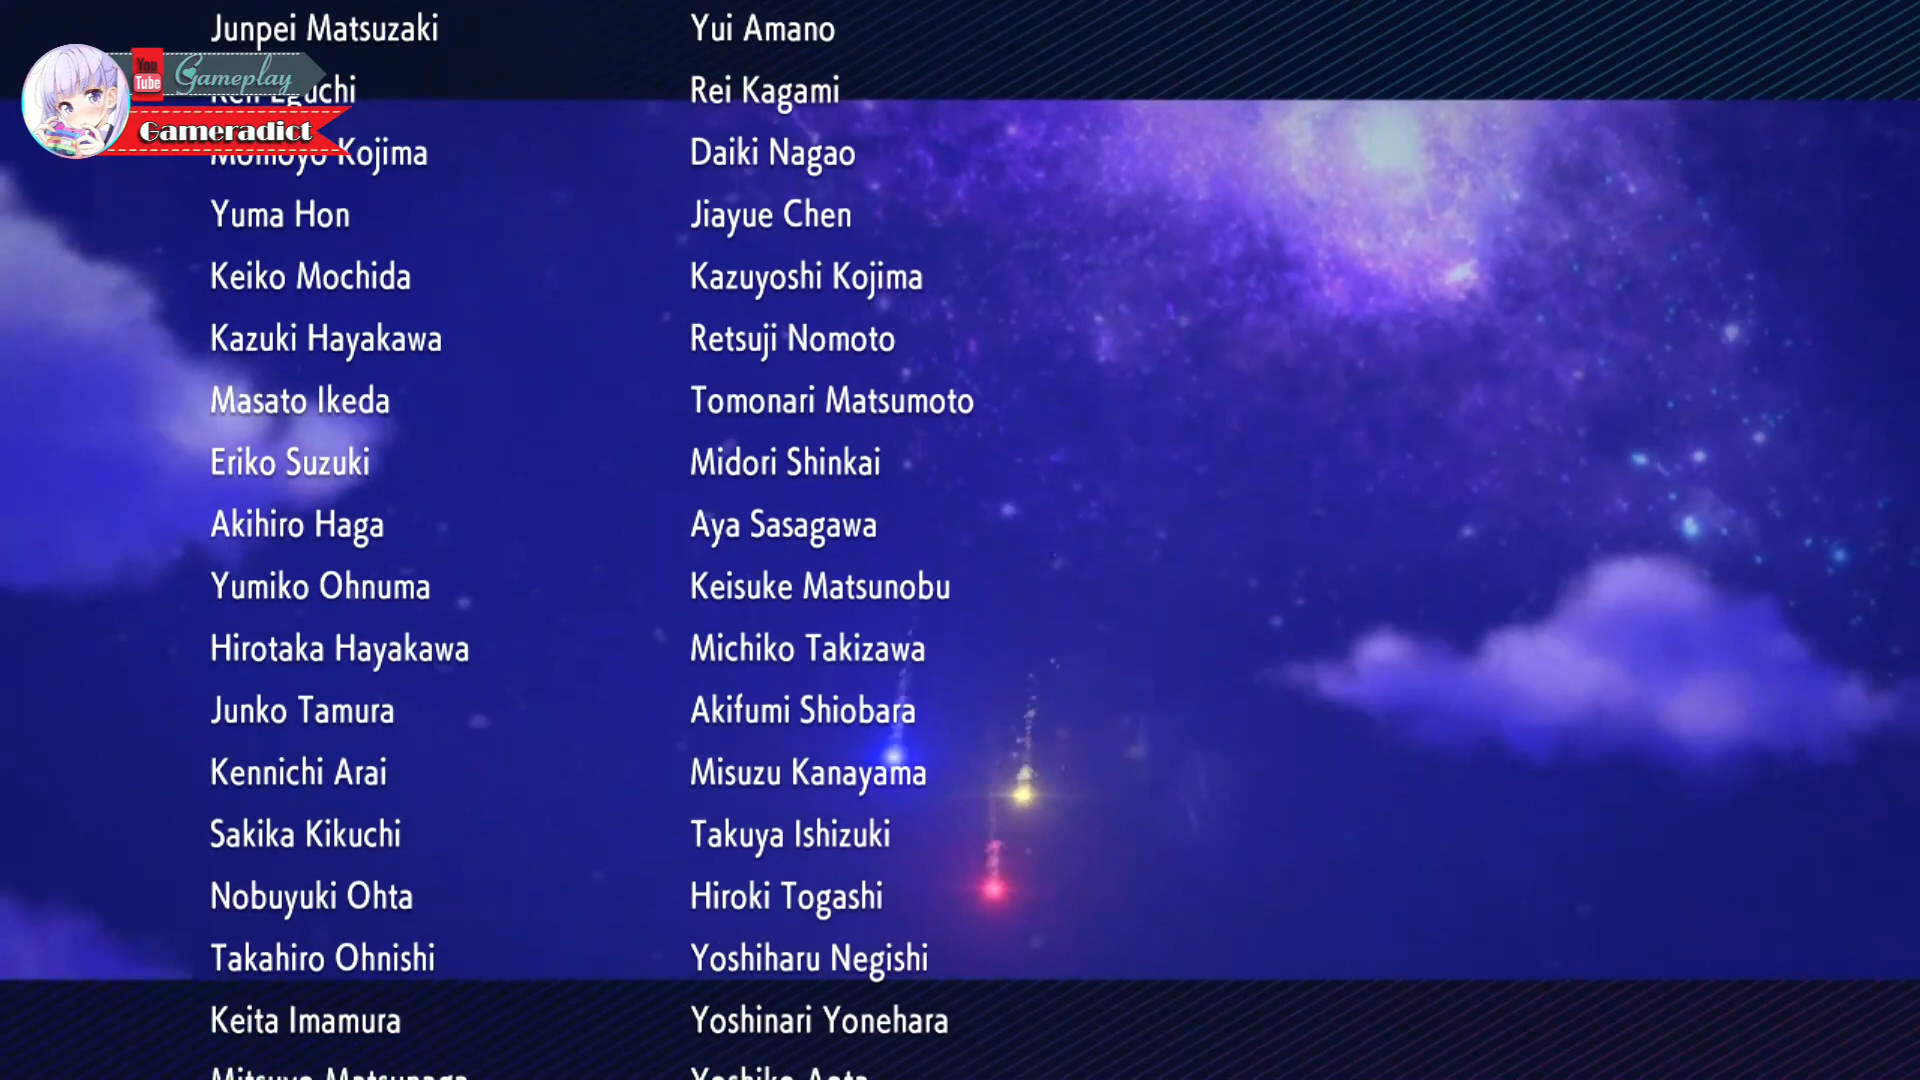 Junpei Matsuzaki Yui Amano
You Tube Gameplay
Ken Eguchi Rei Kagami
Gameradict
Momoyo Kojima Daiki Nagao
Yuma Hon Jiayue Chen
Keiko Mochida Kazuyoshi Kojima
Kazuki Hayakawa Retsuji Nomoto
Masato Ikeda Tomonari Matsumoto
Eriko Suzuki Midori Shinkai
Akihiro Haga Aya Sasagawa
Yumiko Ohnuma Keisuke Matsunobu
Hirotaka Hayakawa Michiko Takizawa
Junko Tamura Akifumi Shiobara
Kennichi Arai Misuzu Kanayama
Sakika Kikuchi Takuya Ishizuki
Nobuyuki Ohta Hiroki Togashi
Takahiro Ohnishi Yoshiharu Negishi
Keita Imamura Yoshinari Yonehara